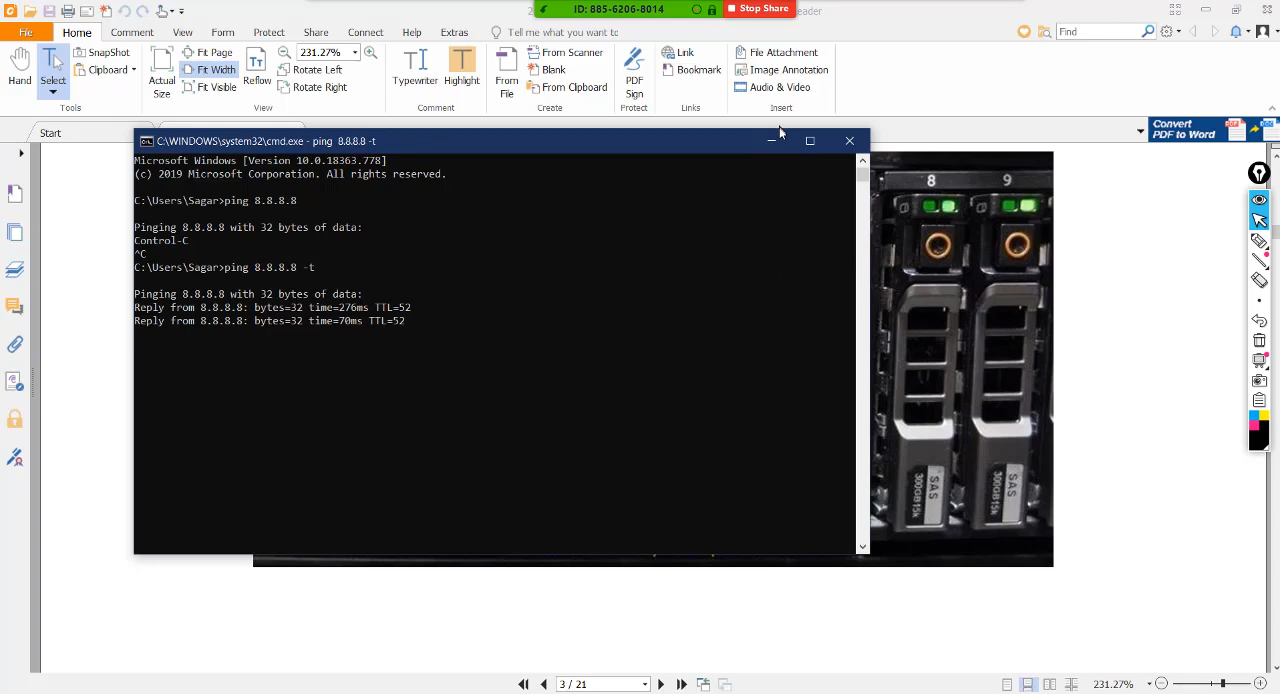 ID: 885-6206-8014
Stop Share
eader
File
Home
Comment
View
Form
Protect
Share
Connect
Help
Extras
Tell me what you want
Find
Hand
Select
SnapShot
Clipboard
Tools
Actual
Size
Fit Page
Fit Width
Fit Visible
Reflow
231.27%
Rotate Left
Rotate Right
View
Typewriter
Highlight
Comment
From
File
From Scanner
Blank
From Clipboard
Create
PDF
Sign
Protect
Link
Bookmark
Links
File Attachment
Image Annotation
Audio & Video
Insert
Start
Convert
PDF to Word
C:\WINDOWS\system32\cmd.exe - ping 8.8.8.8 -t
Microsoft Windows [Version 10.0.18363.778]
(c) 2019 Microsoft Corporation. All rights reserved.
C:\Users\Sagar>ping 8.8.8.8
Pinging 8.8.8.8 with 32 bytes of data:
Control-C
^C
C:\Users\Sagar>ping 8.8.8.8 -t
Pinging 8.8.8.8 with 32 bytes of data:
Reply from 8.8.8.8: bytes=32 time=276ms TTL=52
Reply from 8.8.8.8: bytes=32 time=70ms TTL=52
8
9
SAS
300GB15k
SAS
300GB15k
3 / 21
231.27%